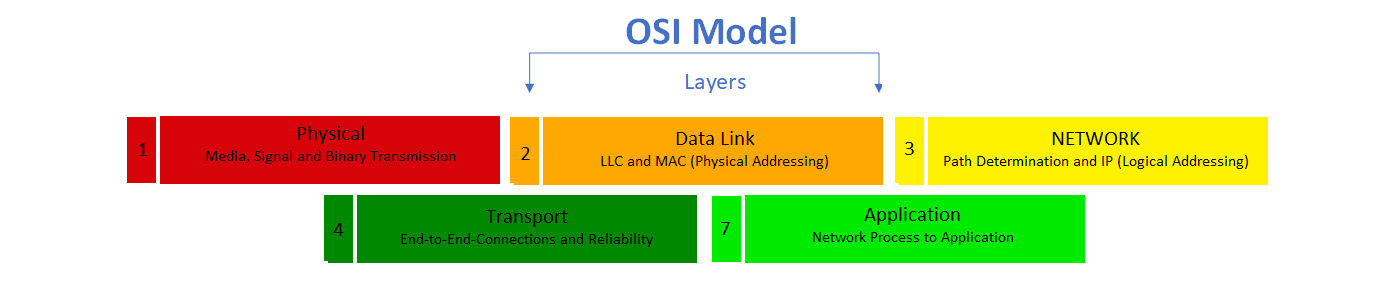 OSI Model
Layers
1
Physical
Media, Signal and Binary Transmission
2
Data Link
LLC and MAC (Physical Addressing)
3
NETWORK
Path Determination and IP (Logical Addressing)
4
Transport
End-to-End-Connections and Reliability
7
Application
Network Process to Application